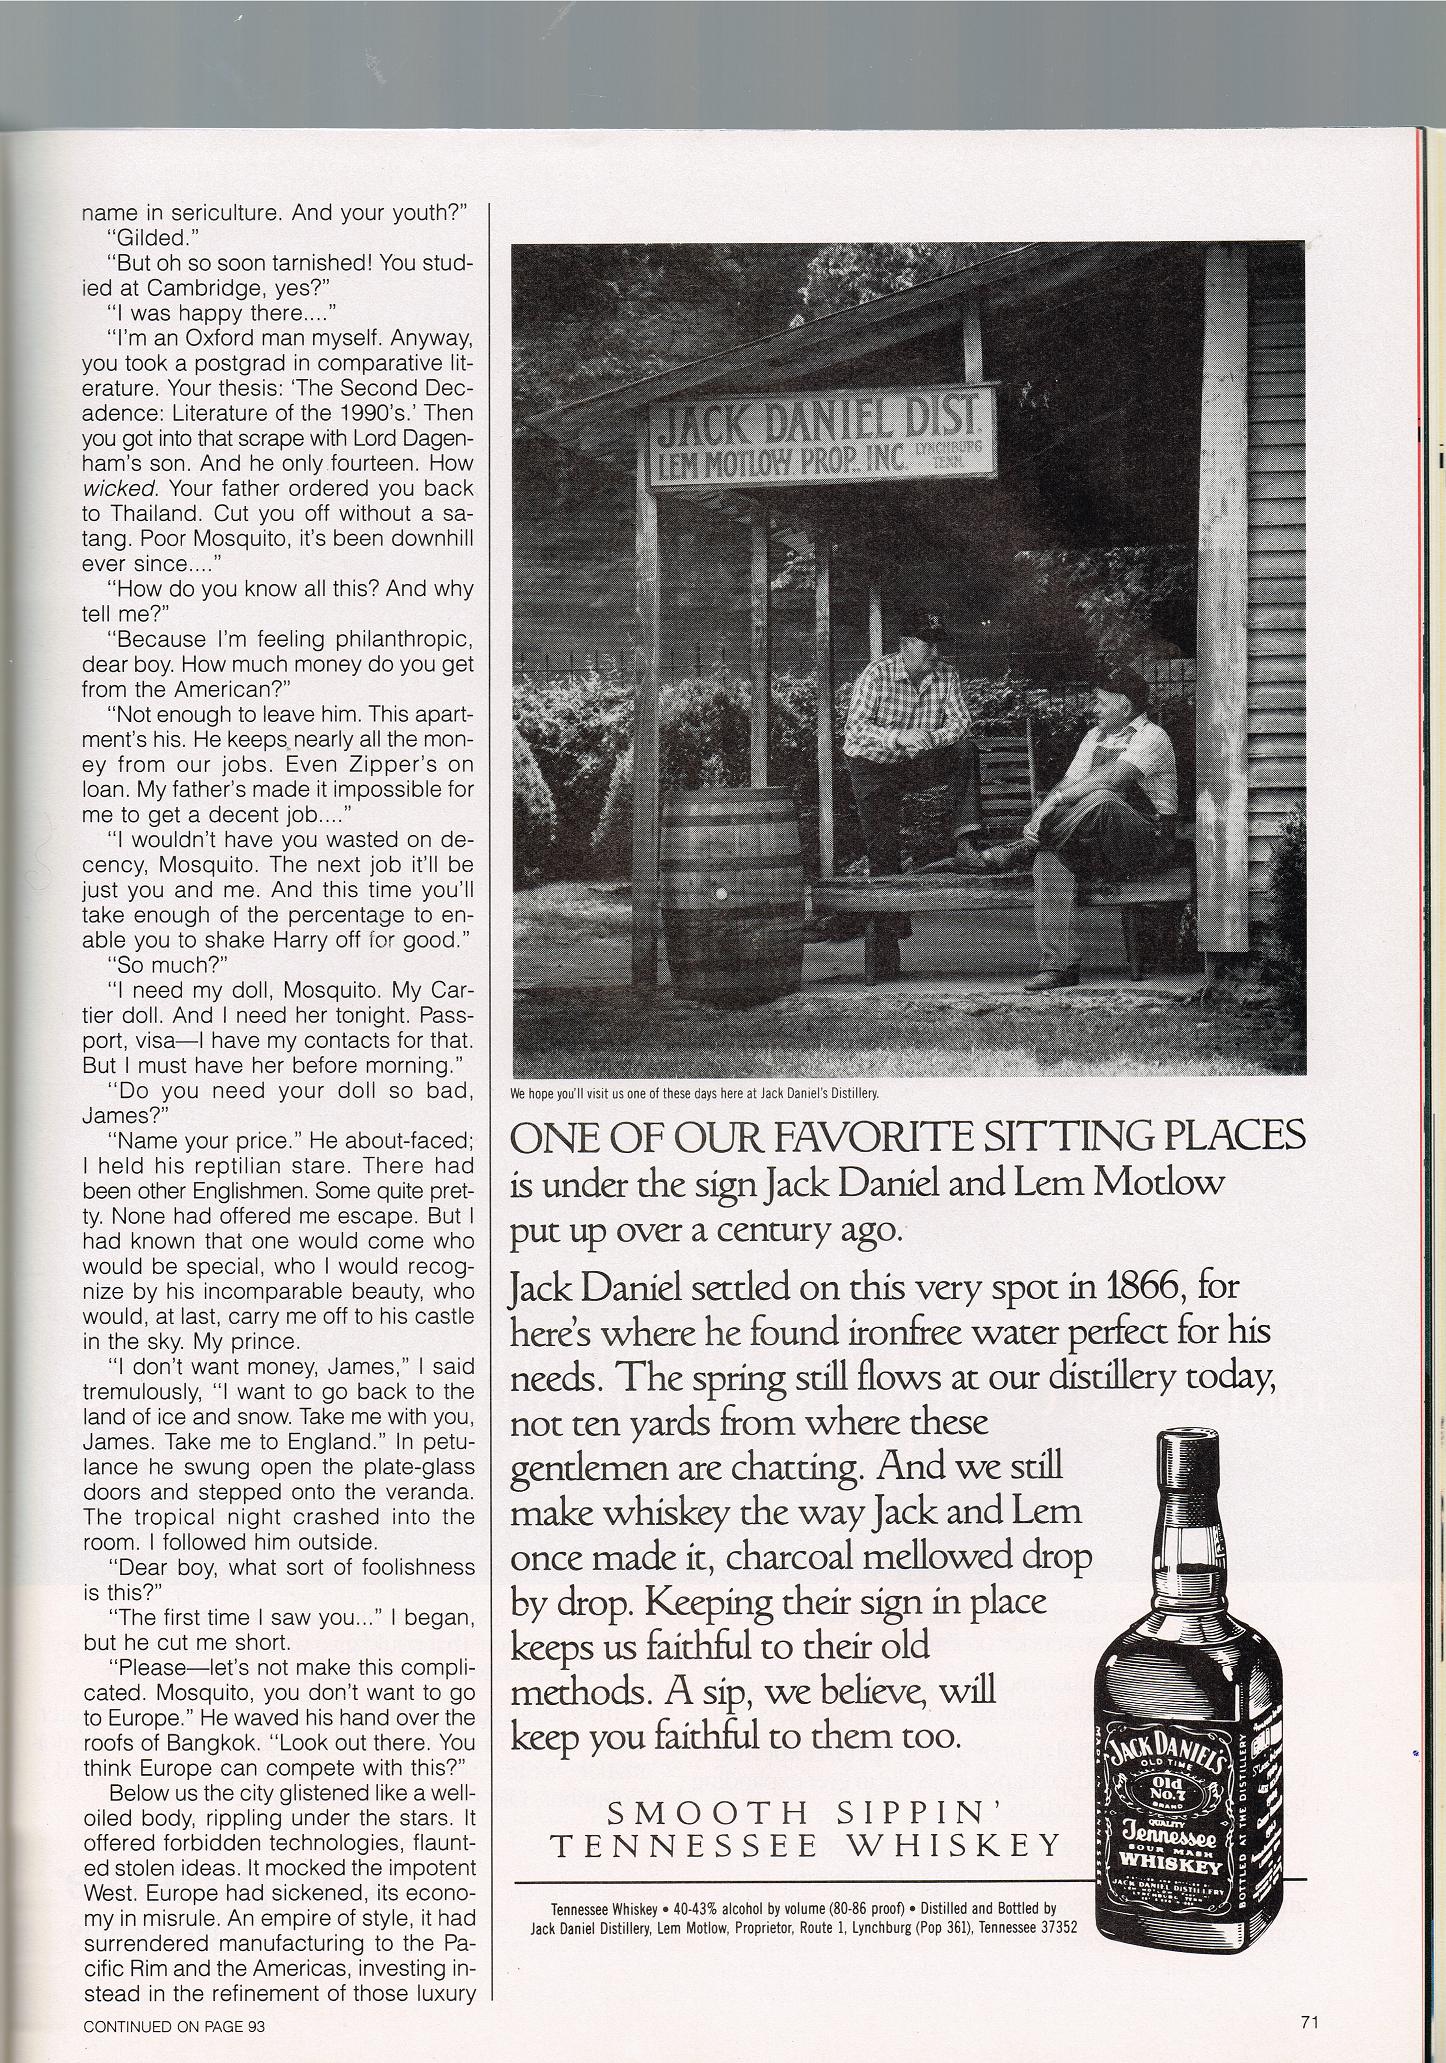 name in sericulture. And your youth?"
"Gilded."
"But oh so soon tarnished! You stud-
ied at Cambridge, yes?"
"I was happy there...."
"I'm an Oxford man myself. Anyway,
you took a postgrad in comparative lit-
erature. Your thesis: 'The Second Dec-
adence: Literature of the 1990's.' Then
you got into that scrape with Lord Dagen-
ham's son. And he only fourteen. How
wicked. Your father ordered you back
to Thailand. Cut you off without a sa-
tang. Poor Mosquito, it's been downhill
ever since...."
"How do you know all this? And why
tell me?"
"Because I'm feeling philanthropic,
dear boy. How much money do you get
from the American?"
"Not enough to leave him. This apart-
ment's his. He keeps nearly all the mon-
ey from our jobs. Even Zipper's on
loan. My father's made it impossible for
me to get a decent job...."
"I wouldn't have you wasted on de-
cency, Mosquito. The next job it'll be
just you and me. And this time you'll
take enough of the percentage to en-
able you to shake Harry off for good."
"So much?"
"I need my doll, Mosquito. My Car-
tier doll. And I need her tonight. Pass-
port, visa—I have my contacts for that.
But I must have her before morning."
"Do you need your doll so bad,
James?"
"Name your price." He about-faced;
I held his reptilian stare. There had
been other Englishmen. Some quite pret-
ty. None had offered me escape. But I
had known that one would come who
would be special, who I would recog-
nize by his incomparable beauty, who
would, at last, carry me off to his castle
in the sky. My prince.
"I don't want money, James," I said
tremulously, "I want to go back to the
land of ice and snow. Take me with you,
James. Take me to England." In petu-
lance he swung open the plate-glass
doors and stepped onto the veranda.
The tropical night crashed into the
room. I followed him outside.
"Dear boy, what sort of foolishness
is this?"
"The first time I saw you..." I began,
but he cut me short.
"Please—let's not make this compli-
cated. Mosquito, you don't want to go
to Europe." He waved his hand over the
roofs of Bangkok. "Look out there. You
think Europe can compete with this?"
Below us the city glistened like a well-
oiled body, rippling under the stars. It
offered forbidden technologies, flaunt-
ed stolen ideas. It mocked the impotent
West. Europe had sickened, its econo-
my in misrule. An empire of style, it had
surrendered manufacturing to the Pa-
cific Rim and the Americas, investing in-
stead in the refinement of those luxury
CONTINUED ON PAGE 93
JACK DANIEL DIST.
LEM MOTLOW PROP. INC. LYNCHBURG
TENN.
We hope you'll visit us one of these days here at Jack Daniel's Distillery.
ONE OF OUR FAVORITE SITTING PLACES
is under the sign Jack Daniel and Lem Motlow
put up over a century ago.
Jack Daniel settled on this very spot in 1866, for
here's where he found ironfree water perfect for his
needs. The spring still flows at our distillery today,
not ten yards from where these
gentlemen are chatting. And we still
make whiskey the way Jack and Lem
once made it, charcoal mellowed drop
by drop. Keeping their sign in place
keeps us faithful to their old
methods. A sip, we believe, will
keep you faithful to them too.
SMOOTH SIPPIN'
TENNESSEE WHISKEY
JACK DANIEL'S
OLD TIME
Old
No.7
BRAND
QUALITY
Tennessee
SOUR MASH
WHISKEY
JACK DANIEL DISTILLERY
BOTTLED AT THE DISTILLERY
Tennessee Whiskey • 40-43% alcohol by volume (80-86 proof) • Distilled and Bottled by
Jack Daniel Distillery, Lem Motlow, Proprietor, Route 1, Lynchburg (Pop 361), Tennessee 37352
71